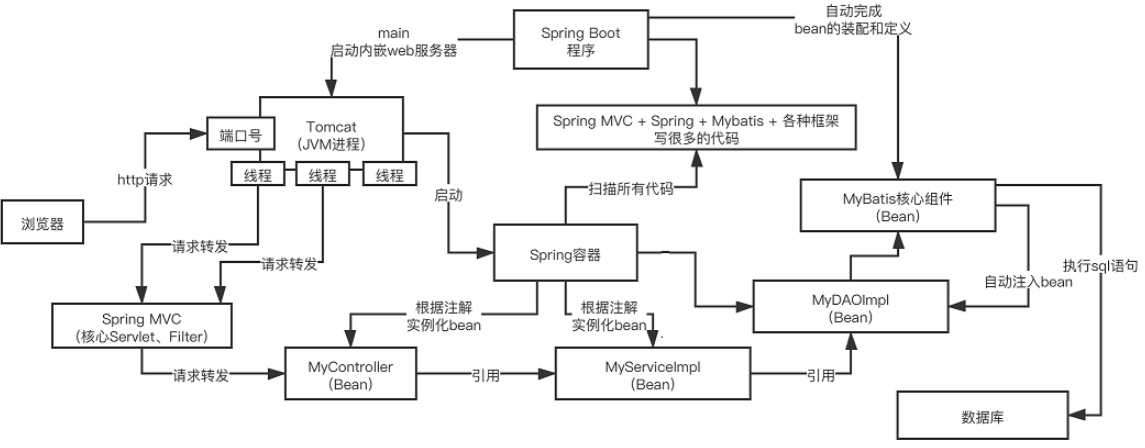 自动完成
bean的装配和定义
main
启动内嵌web服务器
Spring Boot
程序
端口号
Tomcat
（JVM进程）
Spring MVC + Spring + Mybatis + 各种框架
写很多的代码
http请求
线程
线程
线程
扫描所有代码
启动
MyBatis核心组件
（Bean）
浏览器
请求转发
请求转发
Spring容器
执行sql语句
自动注入bean
根据注解
实例化bean
根据注解
实例化bean
MyDAOImpl
（Bean）
Spring MVC
（核心Servlet、Filter）
请求转发
MyController
（Bean）
引用
MyServiceImpl
（Bean）
引用
数据库